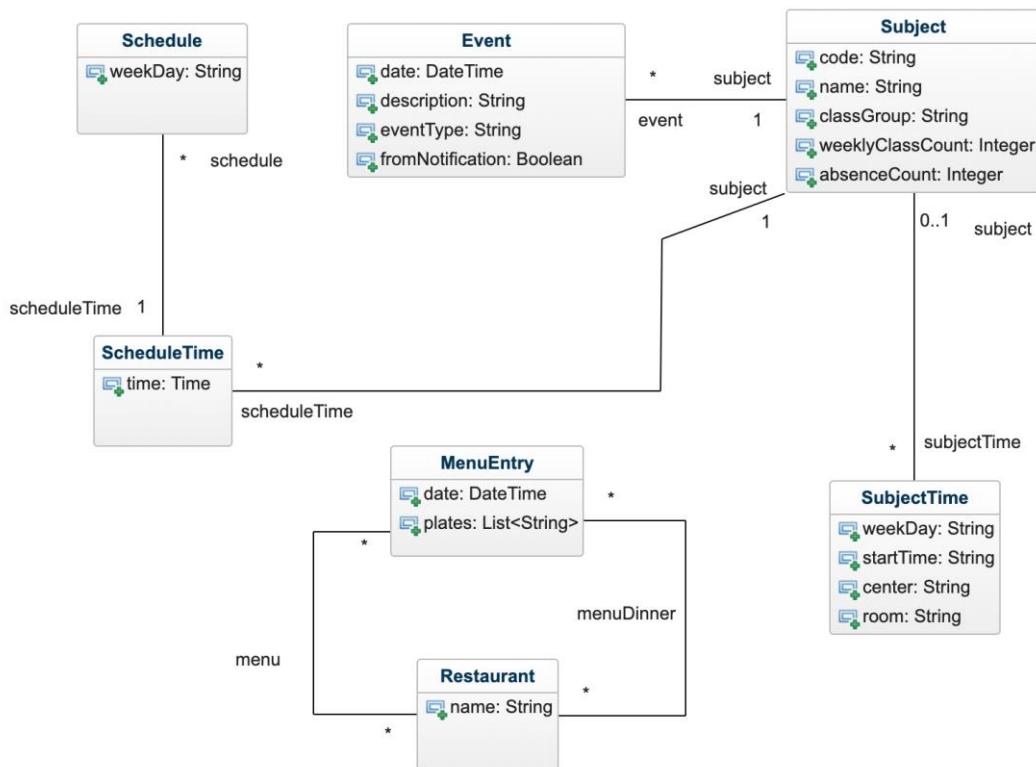 Schedule
weekDay: String
Event
date: DateTime
description: String
eventType: String
fromNotification: Boolean
Subject
code: String
name: String
classGroup: String
weeklyClassCount: Integer
absenceCount: Integer
* subject
event 1
* schedule
subject
1
0..1 subject
scheduleTime 1
ScheduleTime
time: Time
*
scheduleTime
MenuEntry
date: DateTime
plates: List<String>
*
*
* subjectTime
SubjectTime
weekDay: String
startTime: String
center: String
room: String
menuDinner
menu
Restaurant
name: String
*
*